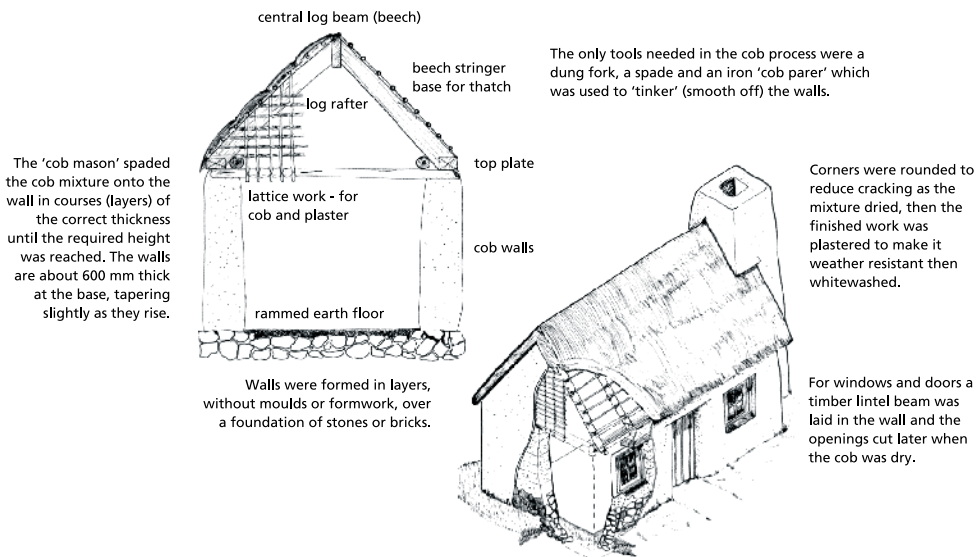 central log beam (beech)
beech stringer
base for thatch
log rafter
The only tools needed in the cob process were a
dung fork, a spade and an iron ‘cob parer’ which
was used to ‘tinker’ (smooth off) the walls.
The ‘cob mason’ spaded
the cob mixture onto the
wall in courses (layers) of
the correct thickness
until the required height
was reached. The walls
are about 600 mm thick
at the base, tapering
slightly as they rise.
top plate
lattice work - for
cob and plaster
cob walls
rammed earth floor
Corners were rounded to
reduce cracking as the
mixture dried, then the
finished work was
plastered to make it
weather resistant then
whitewashed.
Walls were formed in layers,
without moulds or formwork, over
a foundation of stones or bricks.
For windows and doors a
timber lintel beam was
laid in the wall and the
openings cut later when
the cob was dry.